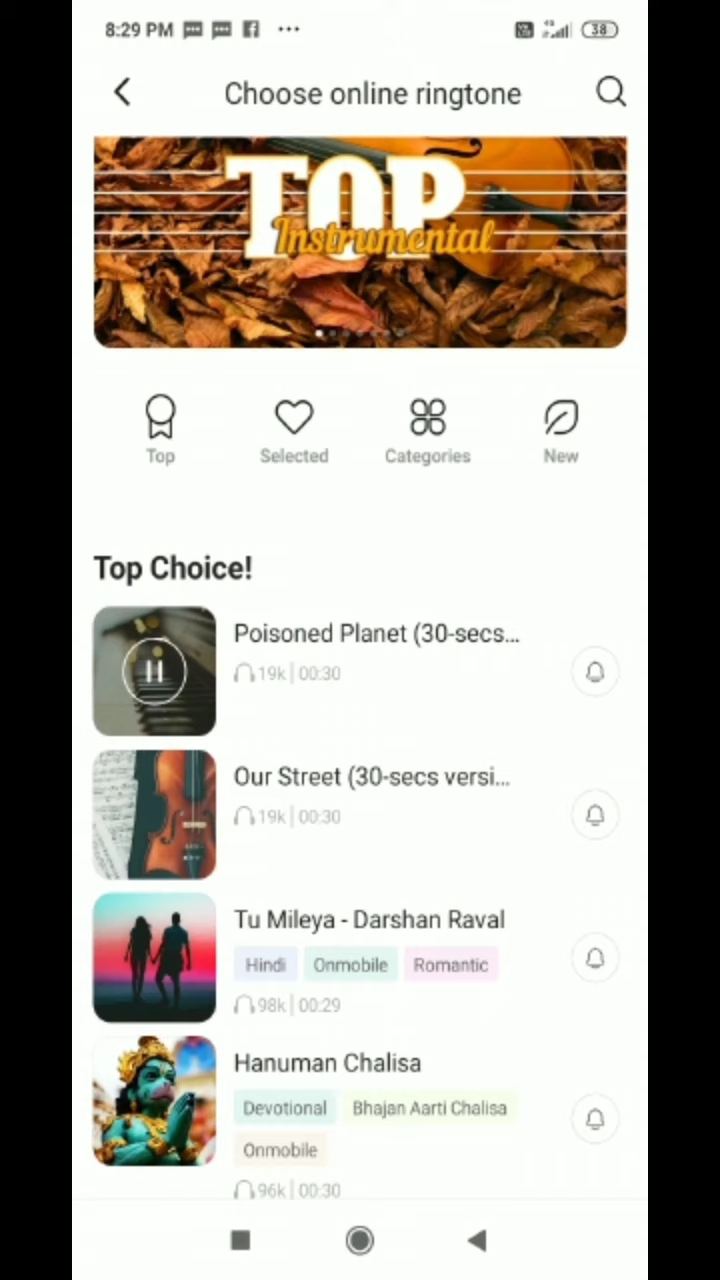 8:29 PM
38
Choose online ringtone
TOP
Instrumental
Top Selected Categories New
Top Choice!
Poisoned Planet (30-secs...
19k | 00:30
Our Street (30-secs versi...
19k | 00:30
Tu Mileya - Darshan Raval
Hindi Onmobile Romantic
98k | 00:29
Hanuman Chalisa
Devotional Bhajan Aarti Chalisa
Onmobile
96k | 00:30